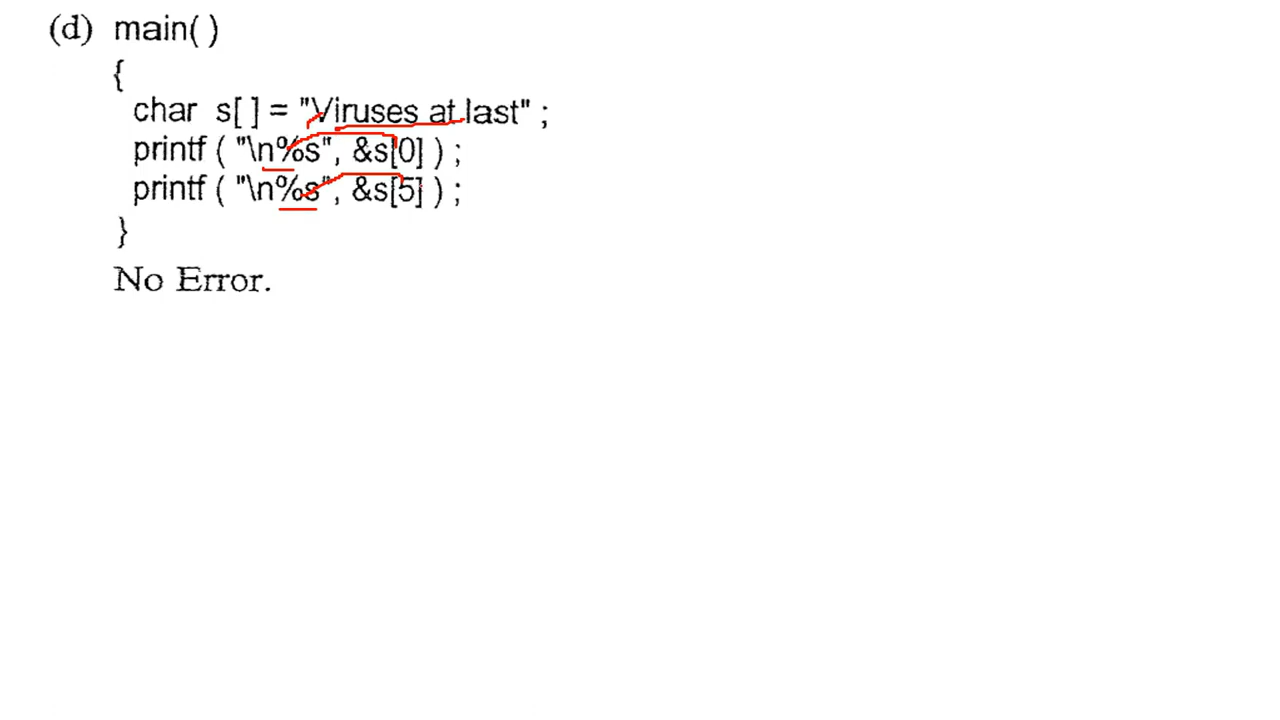 (d) main( )
{
char s[ ] = "Viruses at last" ;
printf ( "\n%s", &s[0] ) ;
printf ( "\n%s", &s[5] ) ;
}
No Error.